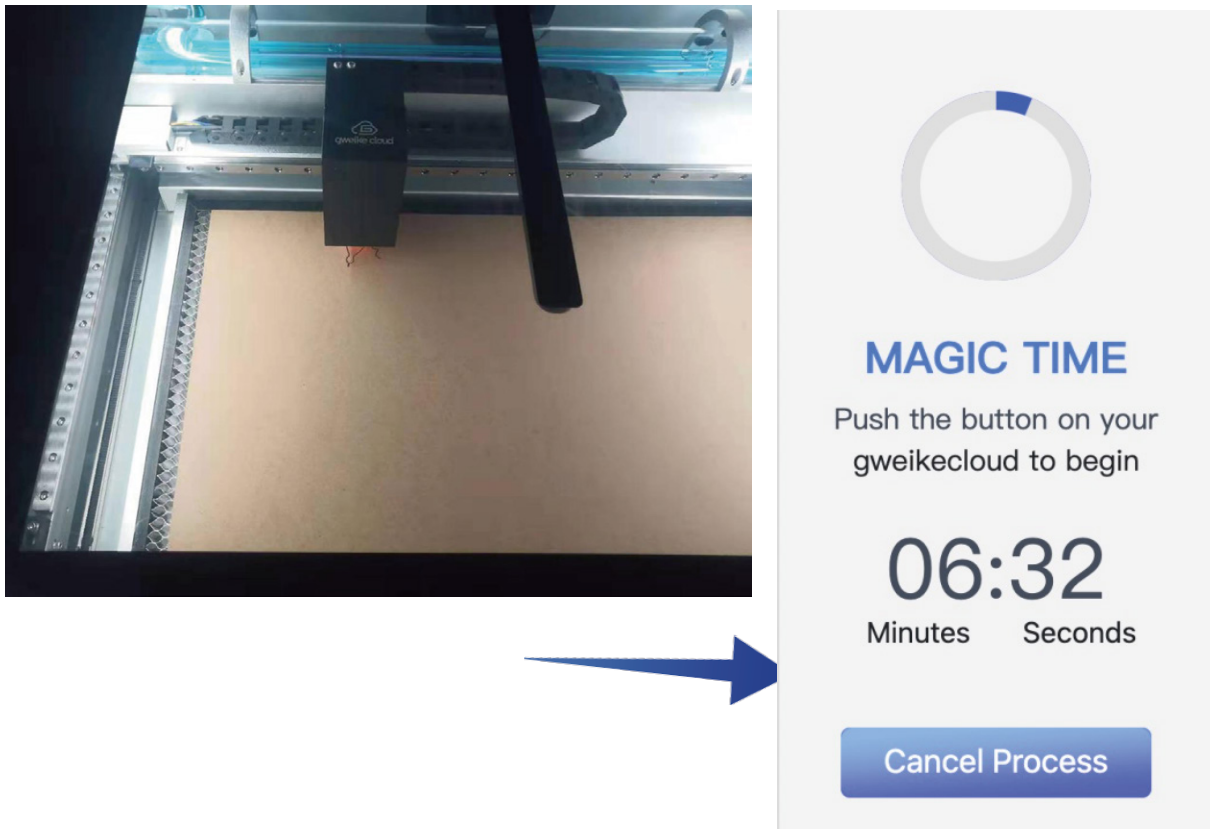 gweike cloud
MAGIC TIME
Push the button on your
gweikecloud to begin
06:32
Minutes Seconds
Cancel Process